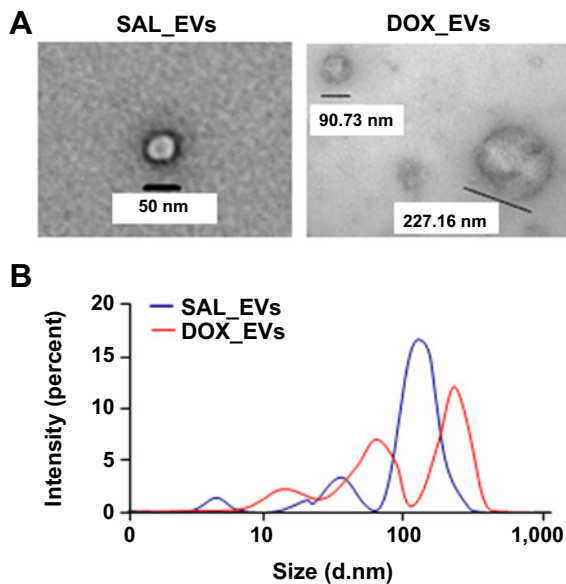 A
SAL_EVs
DOX_EVs
50 nm
90.73 nm
227.16 nm
B
SAL_EVs
DOX_EVs
Intensity (percent)
20
15
10
5
0
0
10
100
1,000
Size (d.nm)